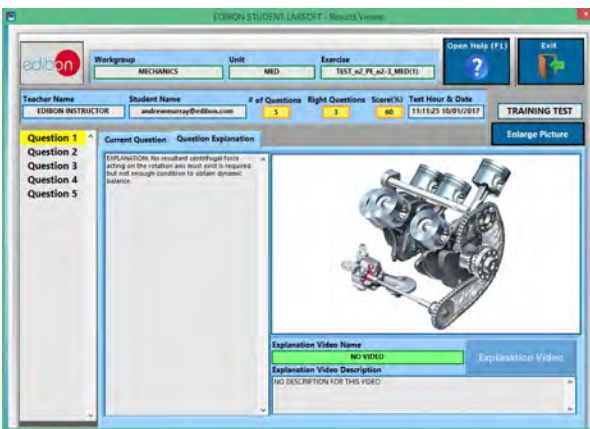 EDIBON STUDENT LABSOFT - Results Viewer
edibon
Workgroup Unit Exercise
MECHANICS MED TEST_n2_PE_n2-3_MED(1)
Open Help (F1) Exit
?
Teacher Name Student Name # of Questions Right Questions Score(%) Test Hour & Date
EDIBON INSTRUCTOR andrewmurray@edibon.com 5 3 60 11:11:25 10/01/2017 TRAINING TEST
Enlarge Picture
Question 1
Question 2
Question 3
Question 4
Question 5
Current Question Question Explanation
EXPLANATION: No resultant centrifugal force
acting on the rotation axis must exist is required
but not enough condition to obtain dynamic
balance.
Explanation Video Name
NO VIDEO
Explanation Video
Explanation Video Description
NO DESCRIPTION FOR THIS VIDEO